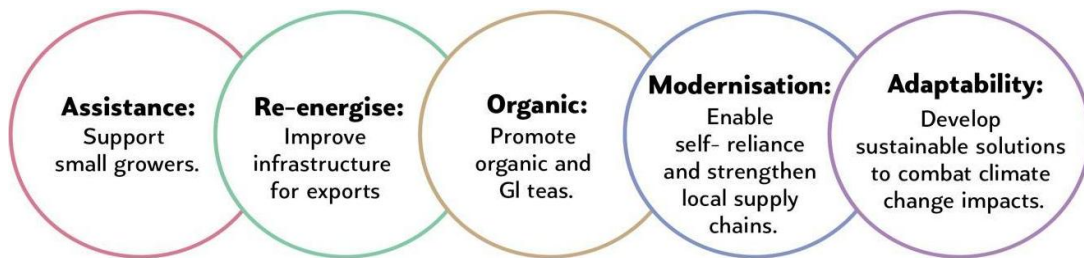 Assistance:
Support
small growers.
Re-energise:
Improve
infrastructure
for exports
Organic:
Promote
organic and
GI teas.
Modernisation:
Enable
self- reliance
and strengthen
local supply
chains.
Adaptability:
Develop
sustainable solutions
to combat climate
change impacts.